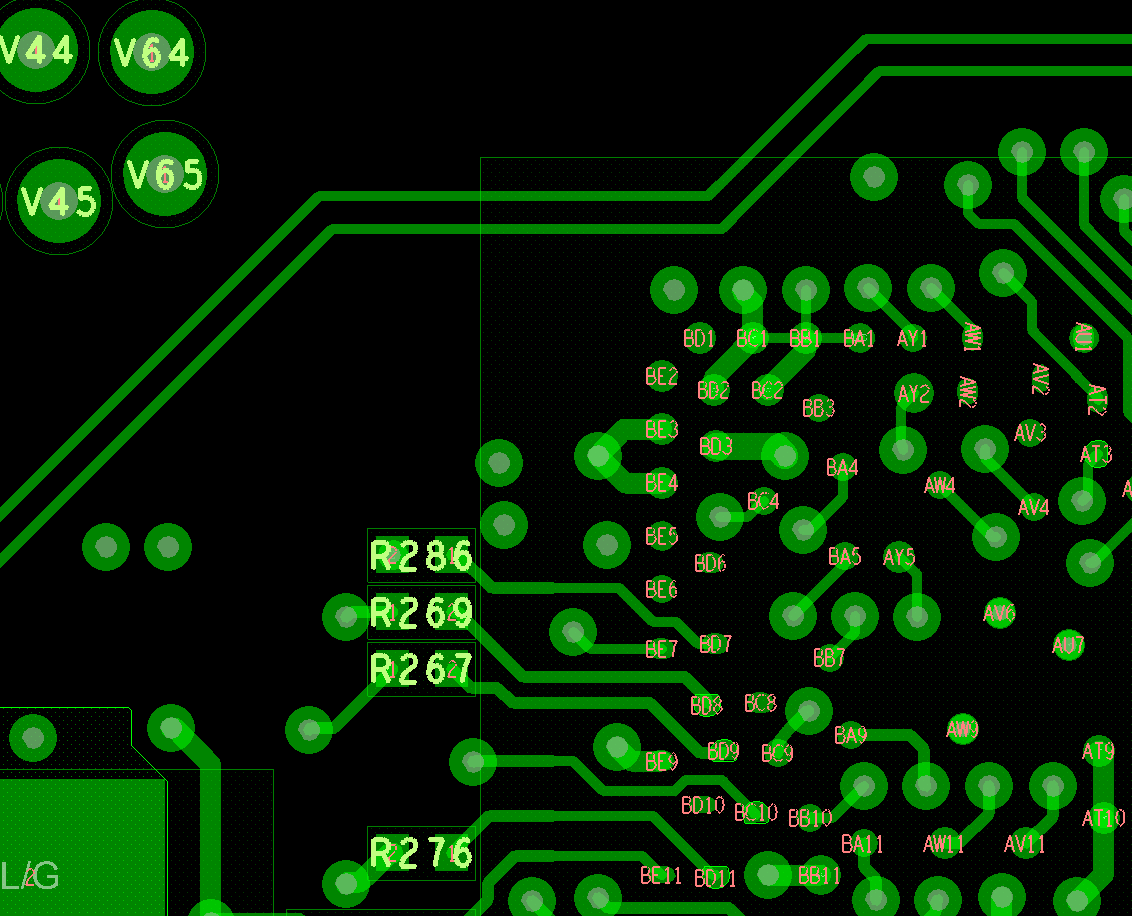 V44 V64
V65
V45
BD1 BC1 BB1 BA1 AY1 AW1 AU1
BE2 BD2 BC2 AY2 AW2 AV2 AT2
BB3
BE3 BD3 AV3 AT3
BA4
BE4 BC4 AW4 AV4
BE5 BD6 BA5 AY5
R286
BE6
R269 AV6
BE7 BD7 BB7 AU7
R267
BD8 BC8
BE9 BD9 BC9 BA9 AW9 AT9
BD10 BC10 BB10 AT10
R276 BA11 AW11 AV11
L/G 2 BE11 BD11 BB11